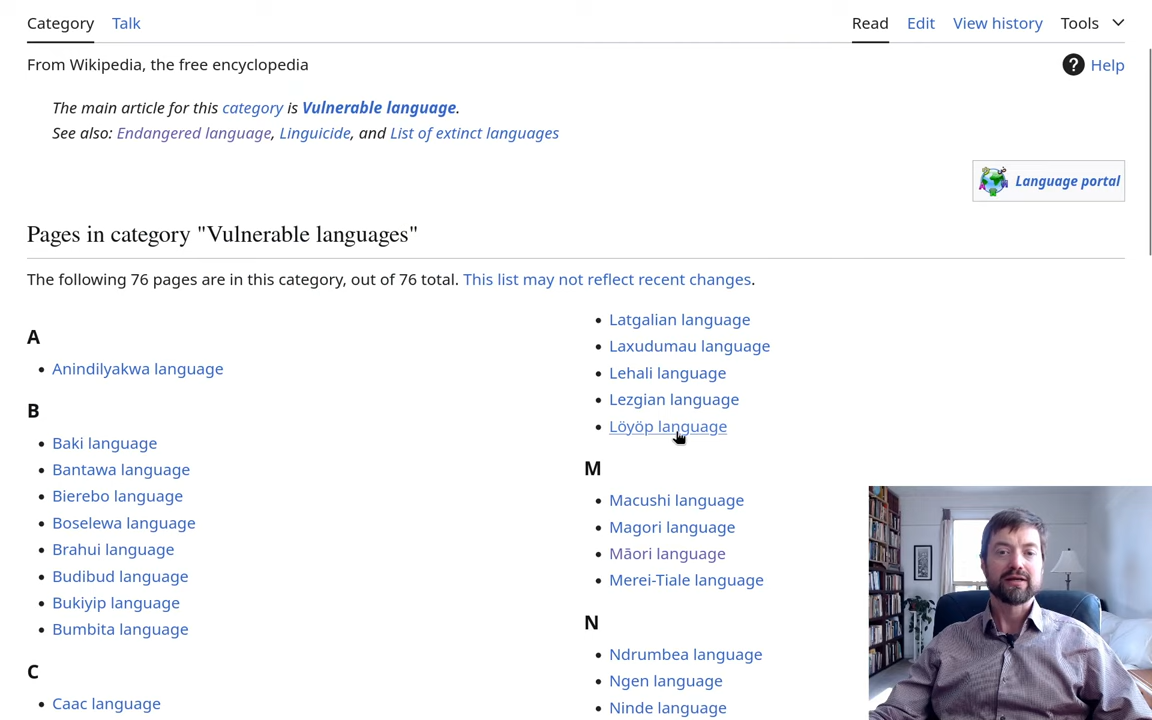 Category Talk Read Edit View history Tools
From Wikipedia, the free encyclopedia ? Help
The main article for this category is Vulnerable language.
See also: Endangered language, Linguicide, and List of extinct languages
Language portal
Pages in category "Vulnerable languages"
The following 76 pages are in this category, out of 76 total. This list may not reflect recent changes.
A
Anindilyakwa language
B
Baki language
Bantawa language
Bierebo language
Boselewa language
Brahui language
Budibud language
Bukiyip language
Bumbita language
C
Caac language
Latgalian language
Laxudumau language
Lehali language
Lezgian language
Löyöp language
M
Macushi language
Magori language
Māori language
Merei-Tiale language
N
Ndrumbea language
Ngen language
Ninde language